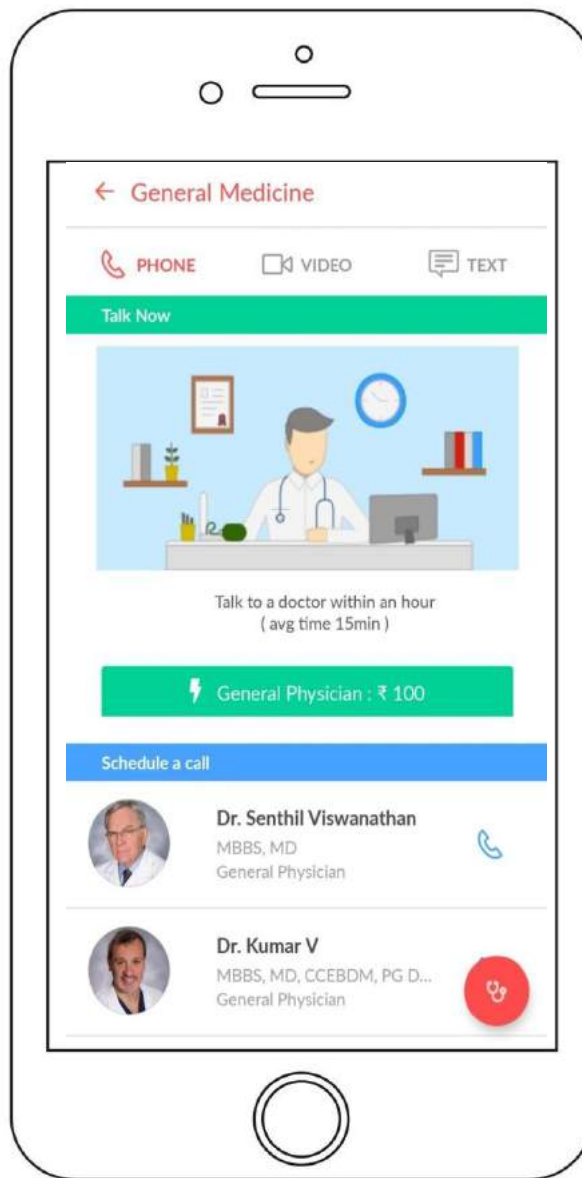 General Medicine
PHONE VIDEO TEXT
Talk Now
Talk to a doctor within an hour
( avg time 15min )
General Physician : ₹ 100
Schedule a call
Dr. Senthil Viswanathan
MBBS, MD
General Physician
Dr. Kumar V
MBBS, MD, CCEBDM, PG D...
General Physician